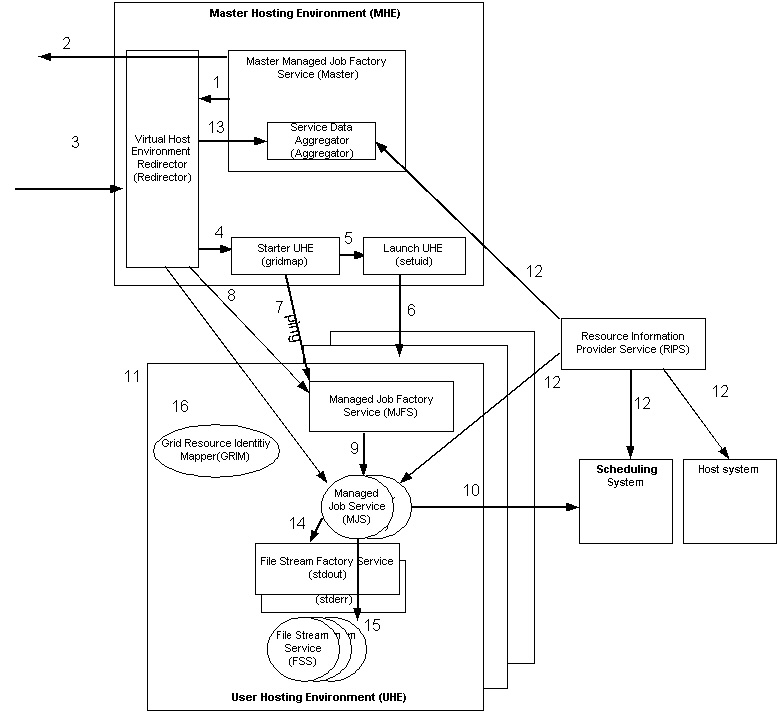 Master Hosting Environment (MHE)
2
Master Managed Job Factory
Service (Master)
1
3
13
Service Data
Aggregator
(Aggregator)
Virtual Host
Environment
Redirector
(Redirector)
4
Starter UHE
(gridmap)
5
Launch UHE
(setuid)
12
8
7
ping
6
Resource Information
Provider Service (RIPS)
11
12
12
12
16
Managed Job Factory
Service (MJFS)
Grid Resource Identitiy
Mapper(GRIM)
9
Scheduling
System
Host system
Managed
Job Service
(MJS)
10
14
File Stream Factory Service
(stdout)
(stderr)
15
File Stream
m
Service
(FSS)
User Hosting Environment (UHE)